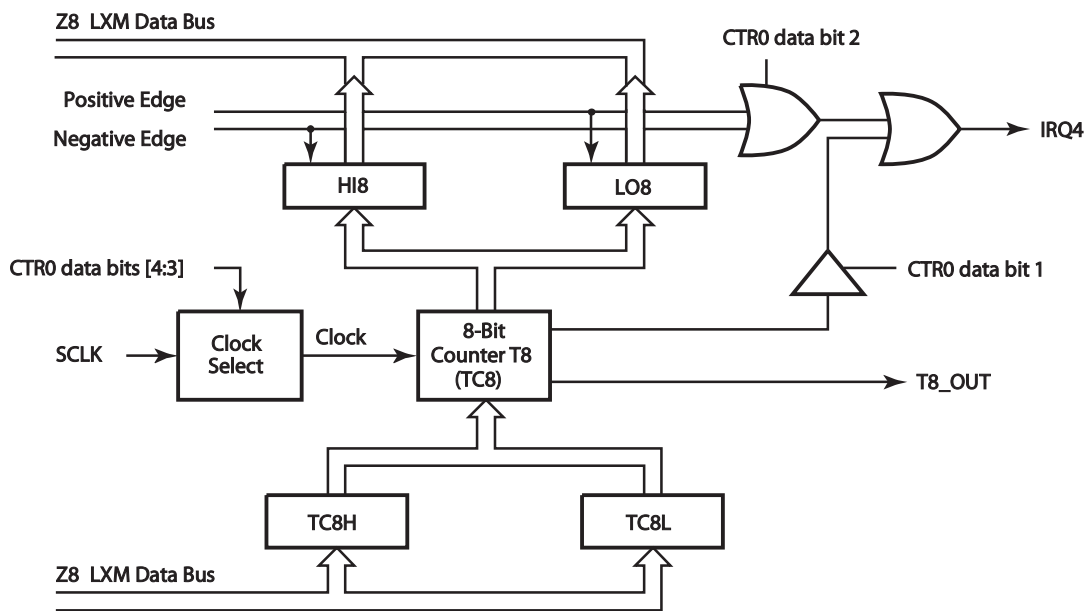 Z8 LXM Data Bus
CTR0 data bit 2
Positive Edge
Negative Edge
IRQ4
HI8
LO8
CTR0 data bits [4:3]
CTR0 data bit 1
SCLK
Clock
Select
Clock
8-Bit
Counter T8
(TC8)
T8_OUT
TC8H
TC8L
Z8 LXM Data Bus